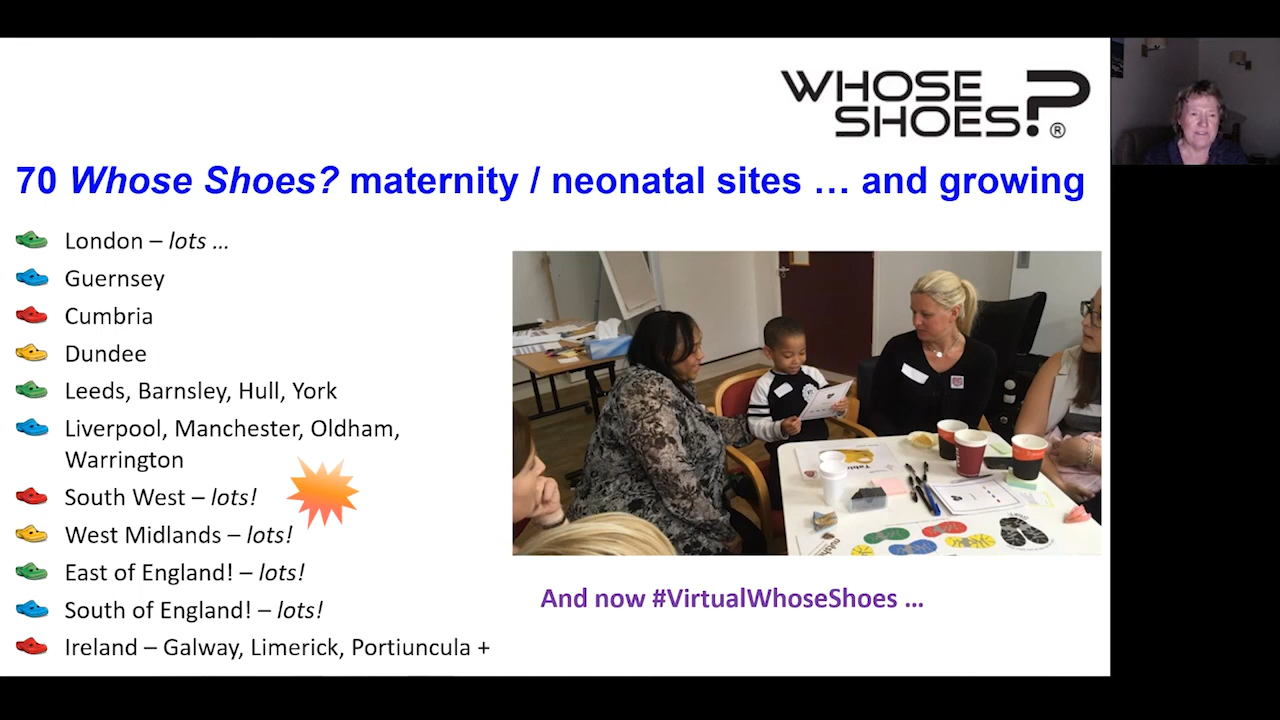 WHOSE
SHOES?®
70 Whose Shoes? maternity / neonatal sites … and growing
London – lots …
Guernsey
Cumbria
Dundee
Leeds, Barnsley, Hull, York
Liverpool, Manchester, Oldham,
Warrington
South West – lots!
West Midlands – lots!
East of England! – lots!
South of England! – lots!
Ireland – Galway, Limerick, Portiuncula +
And now #VirtualWhoseShoes …